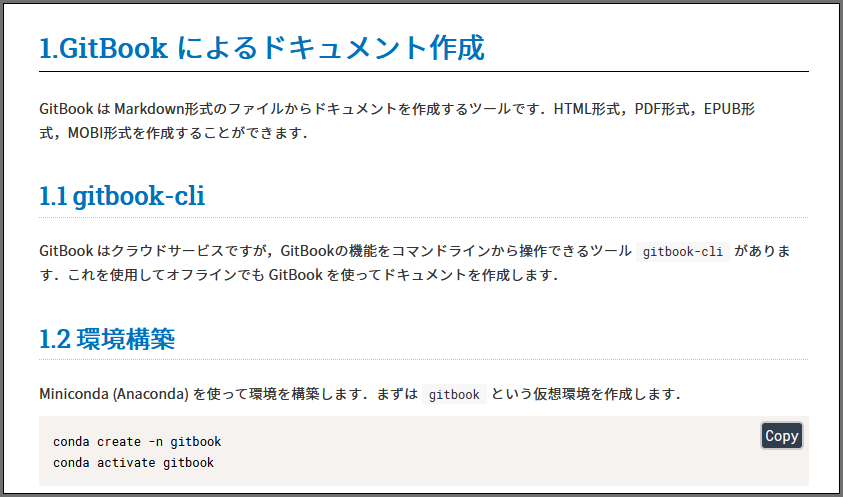 1.GitBook によるドキュメント作成
GitBook は Markdown形式のファイルからドキュメントを作成するツールです．HTML形式，PDF形式，EPUB形
式，MOBI形式を作成することができます．
1.1 gitbook-cli
GitBook はクラウドサービスですが，GitBookの機能をコマンドラインから操作できるツール gitbook-cli がありま
す．これを使用してオフラインでも GitBook を使ってドキュメントを作成します．
1.2 環境構築
Miniconda (Anaconda) を使って環境を構築します．まずは gitbook という仮想環境を作成します．
Copy
conda create -n gitbook
conda activate gitbook